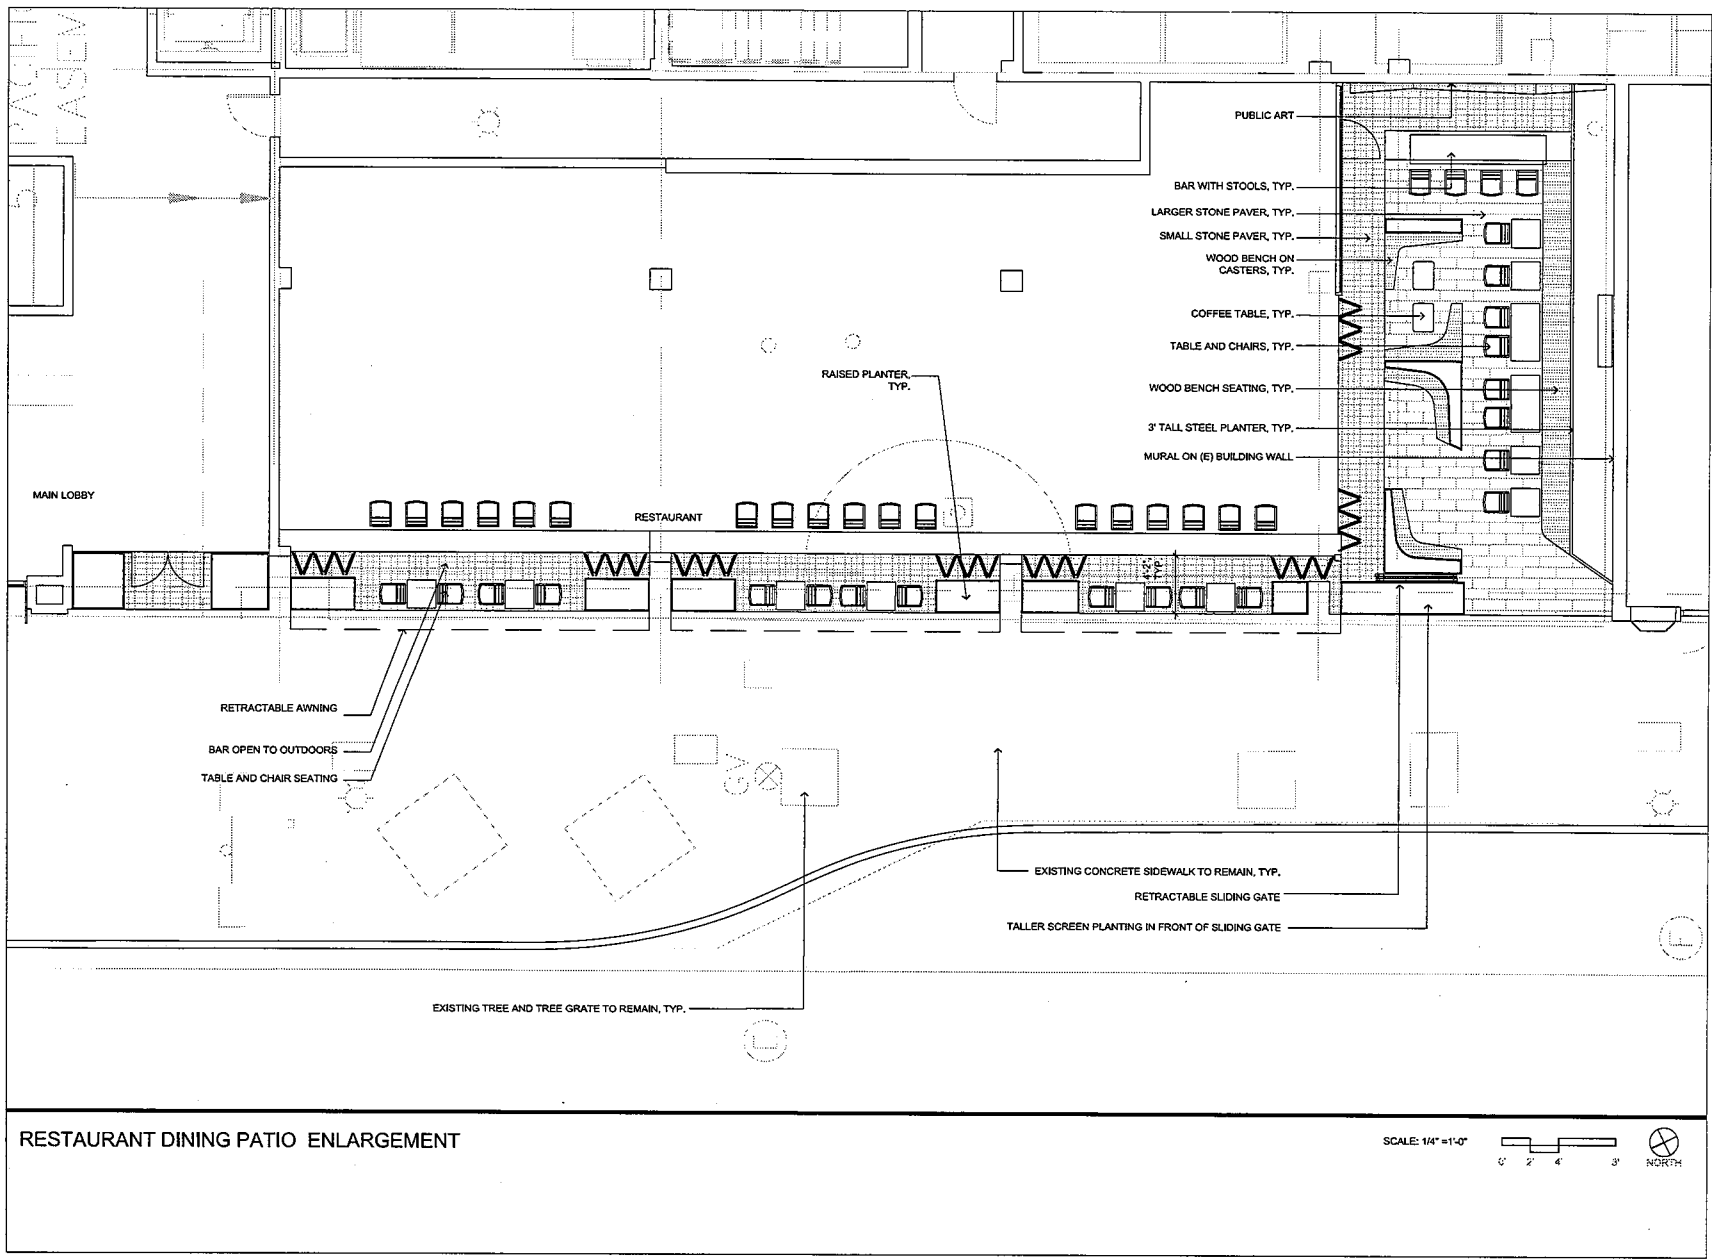 PUBLIC ART
BAR WITH STOOLS, TYP.
LARGER STONE PAVER, TYP.
SMALL STONE PAVER, TYP.
WOOD BENCH ON
CASTERS, TYP.
COFFEE TABLE, TYP.
TABLE AND CHAIRS, TYP.
RAISED PLANTER,
TYP.
WOOD BENCH SEATING, TYP.
3' TALL STEEL PLANTER, TYP.
MURAL ON (E) BUILDING WALL
MAIN LOBBY
RESTAURANT
4'-2"
TYP.
RETRACTABLE AWNING
BAR OPEN TO OUTDOORS
TABLE AND CHAIR SEATING
GV
EXISTING CONCRETE SIDEWALK TO REMAIN, TYP.
RETRACTABLE SLIDING GATE
TALLER SCREEN PLANTING IN FRONT OF SLIDING GATE
EXISTING TREE AND TREE GRATE TO REMAIN, TYP.
RESTAURANT DINING PATIO ENLARGEMENT
SCALE: 1/4" =1'-0"
0' 2' 4'
NORTH